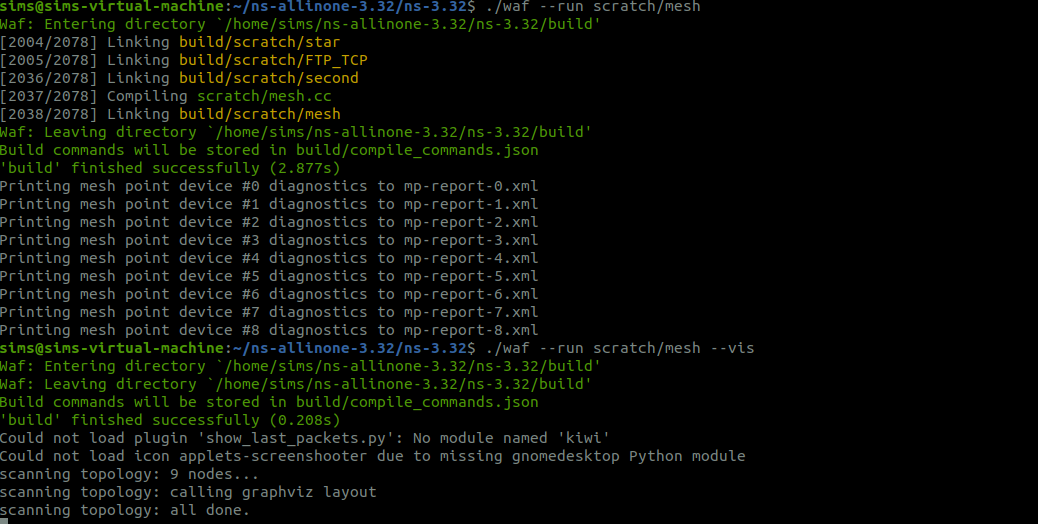 sims@sims-virtual-machine:~/ns-allinone-3.32/ns-3.32$ ./waf --run scratch/mesh
Waf: Entering directory `/home/sims/ns-allinone-3.32/ns-3.32/build'
[2004/2078] Linking build/scratch/star
[2005/2078] Linking build/scratch/FTP_TCP
[2036/2078] Linking build/scratch/second
[2037/2078] Compiling scratch/mesh.cc
[2038/2078] Linking build/scratch/mesh
Waf: Leaving directory `/home/sims/ns-allinone-3.32/ns-3.32/build'
Build commands will be stored in build/compile_commands.json
'build' finished successfully (2.877s)
Printing mesh point device #0 diagnostics to mp-report-0.xml
Printing mesh point device #1 diagnostics to mp-report-1.xml
Printing mesh point device #2 diagnostics to mp-report-2.xml
Printing mesh point device #3 diagnostics to mp-report-3.xml
Printing mesh point device #4 diagnostics to mp-report-4.xml
Printing mesh point device #5 diagnostics to mp-report-5.xml
Printing mesh point device #6 diagnostics to mp-report-6.xml
Printing mesh point device #7 diagnostics to mp-report-7.xml
Printing mesh point device #8 diagnostics to mp-report-8.xml
sims@sims-virtual-machine:~/ns-allinone-3.32/ns-3.32$ ./waf --run scratch/mesh --vis
Waf: Entering directory `/home/sims/ns-allinone-3.32/ns-3.32/build'
Waf: Leaving directory `/home/sims/ns-allinone-3.32/ns-3.32/build'
Build commands will be stored in build/compile_commands.json
'build' finished successfully (0.208s)
Could not load plugin 'show_last_packets.py': No module named 'kiwi'
Could not load icon applets-screenshooter due to missing gnomedesktop Python module
scanning topology: 9 nodes...
scanning topology: calling graphviz layout
scanning topology: all done.